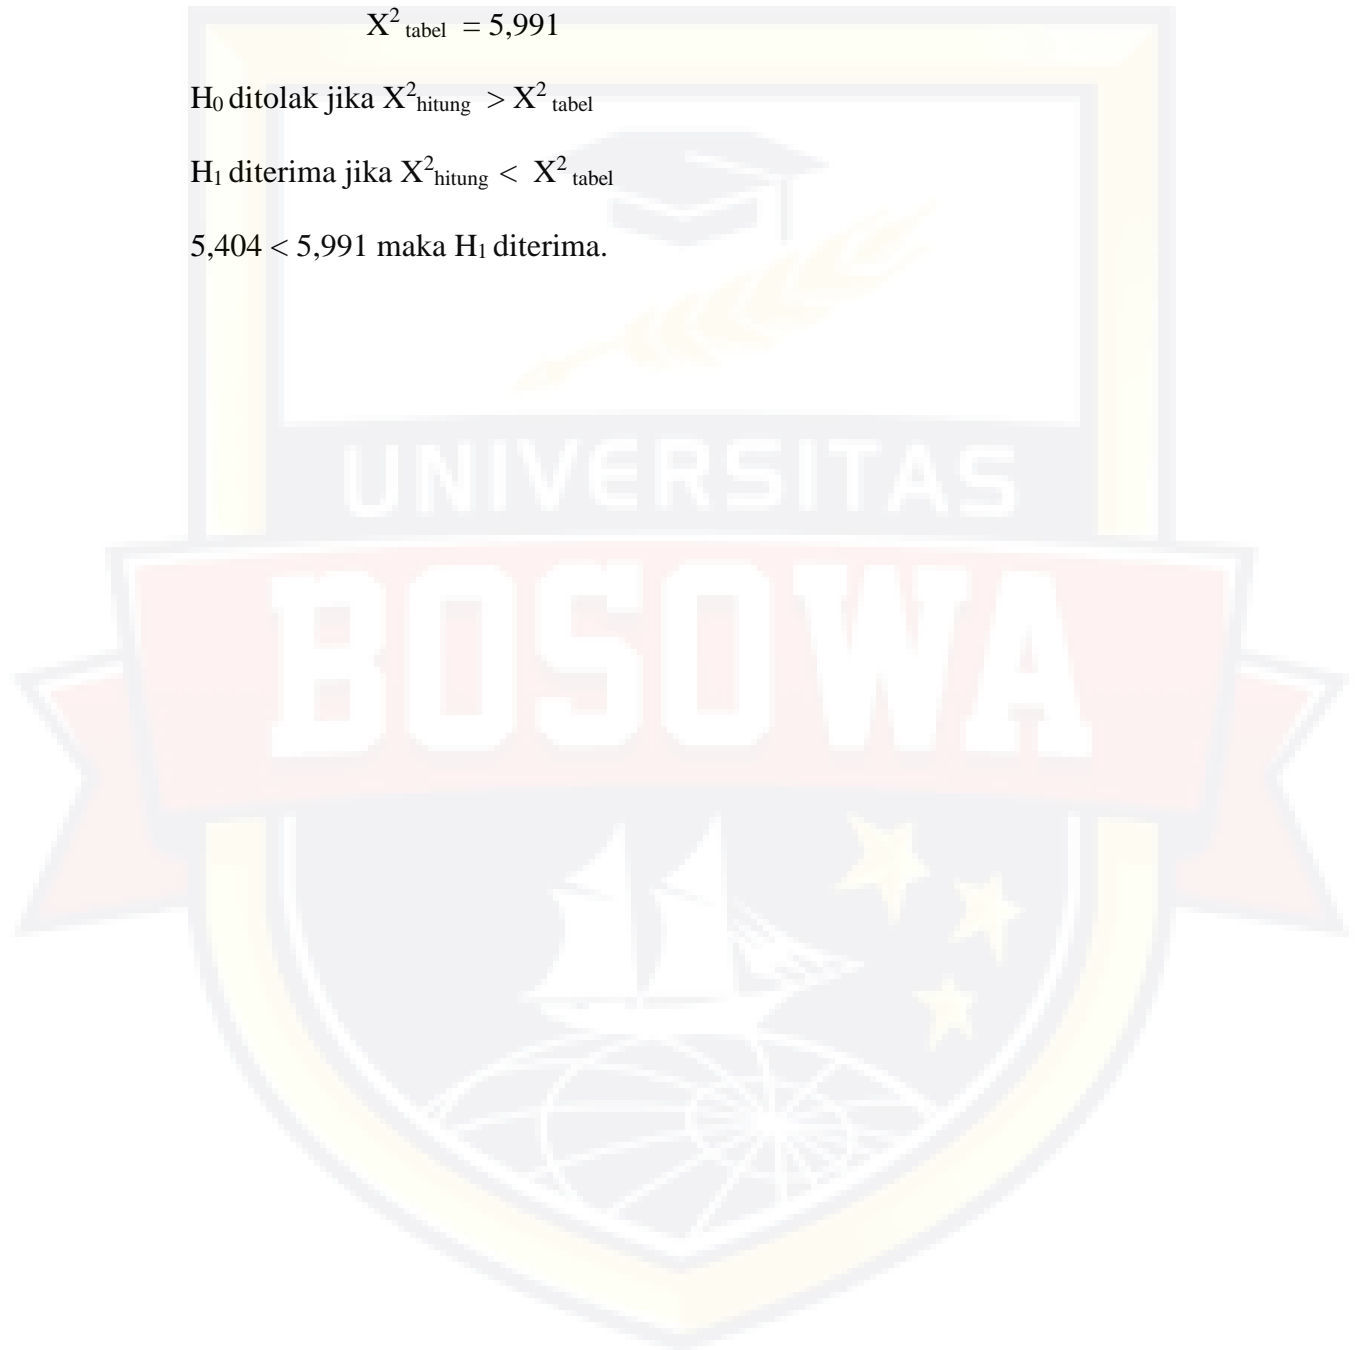 X² tabel = 5,991
H₀ ditolak jika X²hitung > X² tabel
H₁ diterima jika X²hitung < X² tabel
5,404 < 5,991 maka H₁ diterima.
UNIVERSITAS
BOSOWA